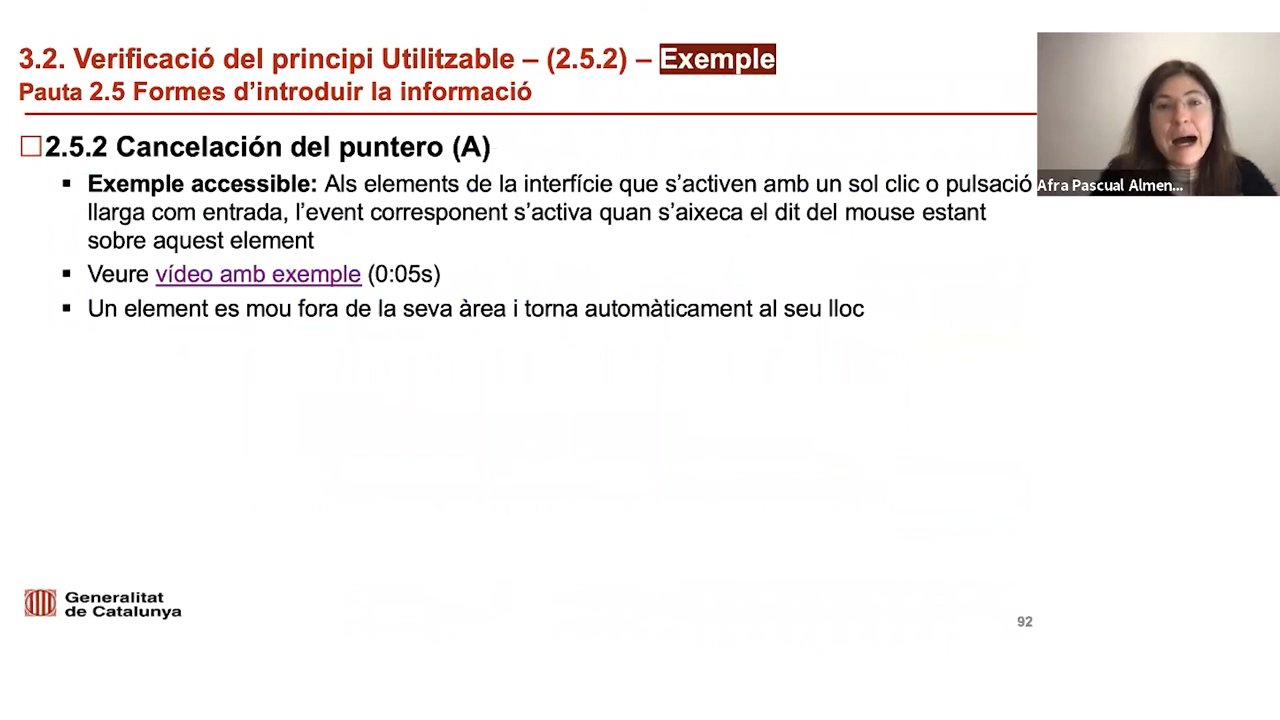 3.2. Verificació del principi Utilitzable – (2.5.2) – Exemple
Pauta 2.5 Formes d’introduir la informació
2.5.2 Cancelación del puntero (A)
▪ Exemple accessible: Als elements de la interfície que s’activen amb un sol clic o pulsació
llarga com entrada, l’event corresponent s’activa quan s’aixeca el dit del mouse estant
sobre aquest element
▪ Veure vídeo amb exemple (0:05s)
▪ Un element es mou fora de la seva àrea i torna automàticament al seu lloc
Afra Pascual Almen...
Generalitat
de Catalunya
92